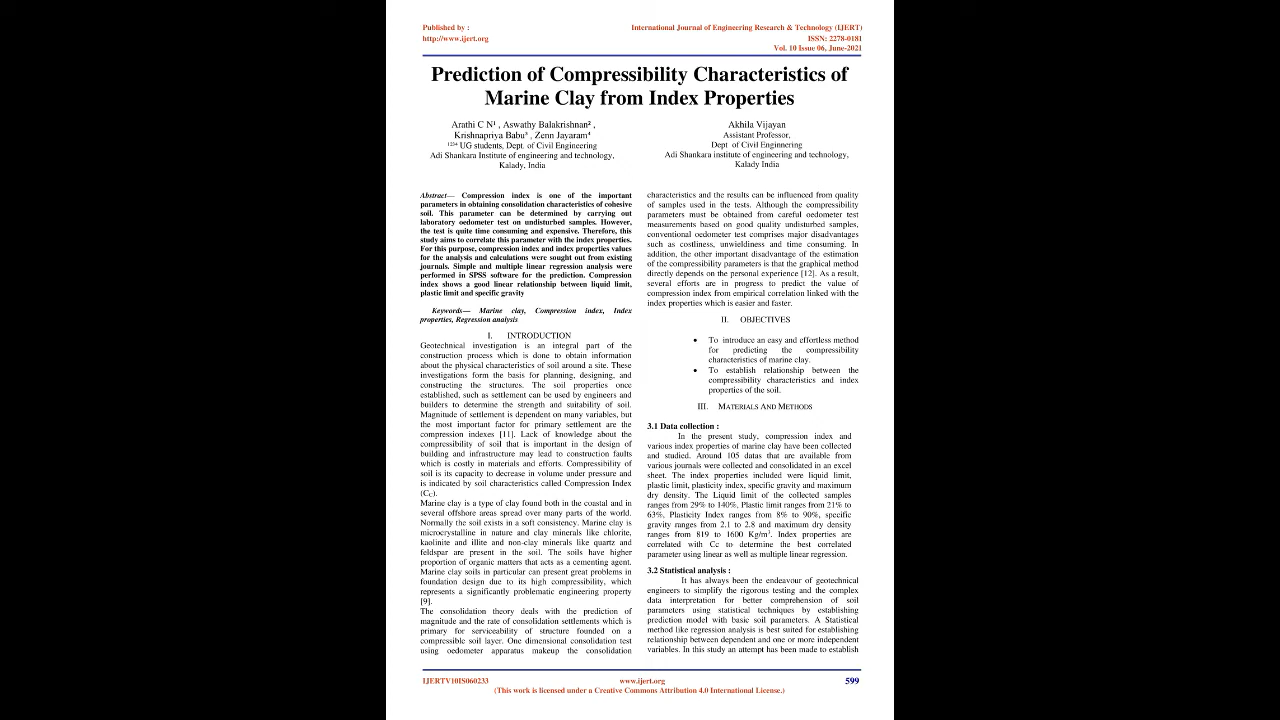 Published by :
http://www.ijert.org
International Journal of Engineering Research & Technology (IJERT)
ISSN: 2278-0181
Vol. 10 Issue 06, June-2021
Prediction of Compressibility Characteristics of
Marine Clay from Index Properties
Arathi C N¹ , Aswathy Balakrishnan² ,
Krishnapriya Babu³ , Zenn Jayaram⁴
¹²³⁴ UG students, Dept. of Civil Engineering
Adi Shankara Institute of engineering and technology,
Kalady, India
Akhila Vijayan
Assistant Professor,
Dept of Civil Enginnering
Adi Shankara institute of engineering and technology,
Kalady India
Abstract— Compression index is one of the important
parameters in obtaining consolidation characteristics of cohesive
soil. This parameter can be determined by carrying out
laboratory oedometer test on undisturbed samples. However,
the test is quite time consuming and expensive. Therefore, this
study aims to correlate this parameter with the index properties.
For this purpose, compression index and index properties values
for the analysis and calculations were sought out from existing
journals. Simple and multiple linear regression analysis were
performed in SPSS software for the prediction. Compression
index shows a good linear relationship between liquid limit,
plastic limit and specific gravity
Keywords— Marine clay, Compression index, Index
properties, Regression analysis
I. INTRODUCTION
Geotechnical investigation is an integral part of the
construction process which is done to obtain information
about the physical characteristics of soil around a site. These
investigations form the basis for planning, designing, and
constructing the structures. The soil properties once
established, such as settlement can be used by engineers and
builders to determine the strength and suitability of soil.
Magnitude of settlement is dependent on many variables, but
the most important factor for primary settlement are the
compression indexes [11]. Lack of knowledge about the
compressibility of soil that is important in the design of
building and infrastructure may lead to construction faults
which is costly in materials and efforts. Compressibility of
soil is its capacity to decrease in volume under pressure and
is indicated by soil characteristics called Compression Index
(CC).
Marine clay is a type of clay found both in the coastal and in
several offshore areas spread over many parts of the world.
Normally the soil exists in a soft consistency. Marine clay is
microcrystalline in nature and clay minerals like chlorite,
kaolinite and illite and non-clay minerals like quartz and
feldspar are present in the soil. The soils have higher
proportion of organic matters that acts as a cementing agent.
Marine clay soils in particular can present great problems in
foundation design due to its high compressibility, which
represents a significantly problematic engineering property
[9].
The consolidation theory deals with the prediction of
magnitude and the rate of consolidation settlements which is
primary for serviceability of structure founded on a
compressible soil layer. One dimensional consolidation test
using oedometer apparatus makeup the consolidation
characteristics and the results can be influenced from quality
of samples used in the tests. Although the compressibility
parameters must be obtained from careful oedometer test
measurements based on good quality undisturbed samples,
conventional oedometer test comprises major disadvantages
such as costliness, unwieldiness and time consuming. In
addition, the other important disadvantage of the estimation
of the compressibility parameters is that the graphical method
directly depends on the personal experience [12]. As a result,
several efforts are in progress to predict the value of
compression index from empirical correlation linked with the
index properties which is easier and faster.
II. OBJECTIVES
• To introduce an easy and effortless method
for predicting the compressibility
characteristics of marine clay.
• To establish relationship between the
compressibility characteristics and index
properties of the soil.
III. MATERIALS AND METHODS
3.1 Data collection :
In the present study, compression index and
various index properties of marine clay have been collected
and studied. Around 105 datas that are available from
various journals were collected and consolidated in an excel
sheet. The index properties included were liquid limit,
plastic limit, plasticity index, specific gravity and maximum
dry density. The Liquid limit of the collected samples
ranges from 29% to 140%, Plastic limit ranges from 21% to
63%, Plasticity Index ranges from 8% to 90%, specific
gravity ranges from 2.1 to 2.8 and maximum dry density
ranges from 819 to 1600 Kg/m³. Index properties are
correlated with Cc to determine the best correlated
parameter using linear as well as multiple linear regression.
3.2 Statistical analysis :
It has always been the endeavour of geotechnical
engineers to simplify the rigorous testing and the complex
data interpretation for better comprehension of soil
parameters using statistical techniques by establishing
prediction model with basic soil parameters. A Statistical
method like regression analysis is best suited for establishing
relationship between dependent and one or more independent
variables. In this study an attempt has been made to establish
IJERTV10IS060233
www.ijert.org
599
(This work is licensed under a Creative Commons Attribution 4.0 International License.)